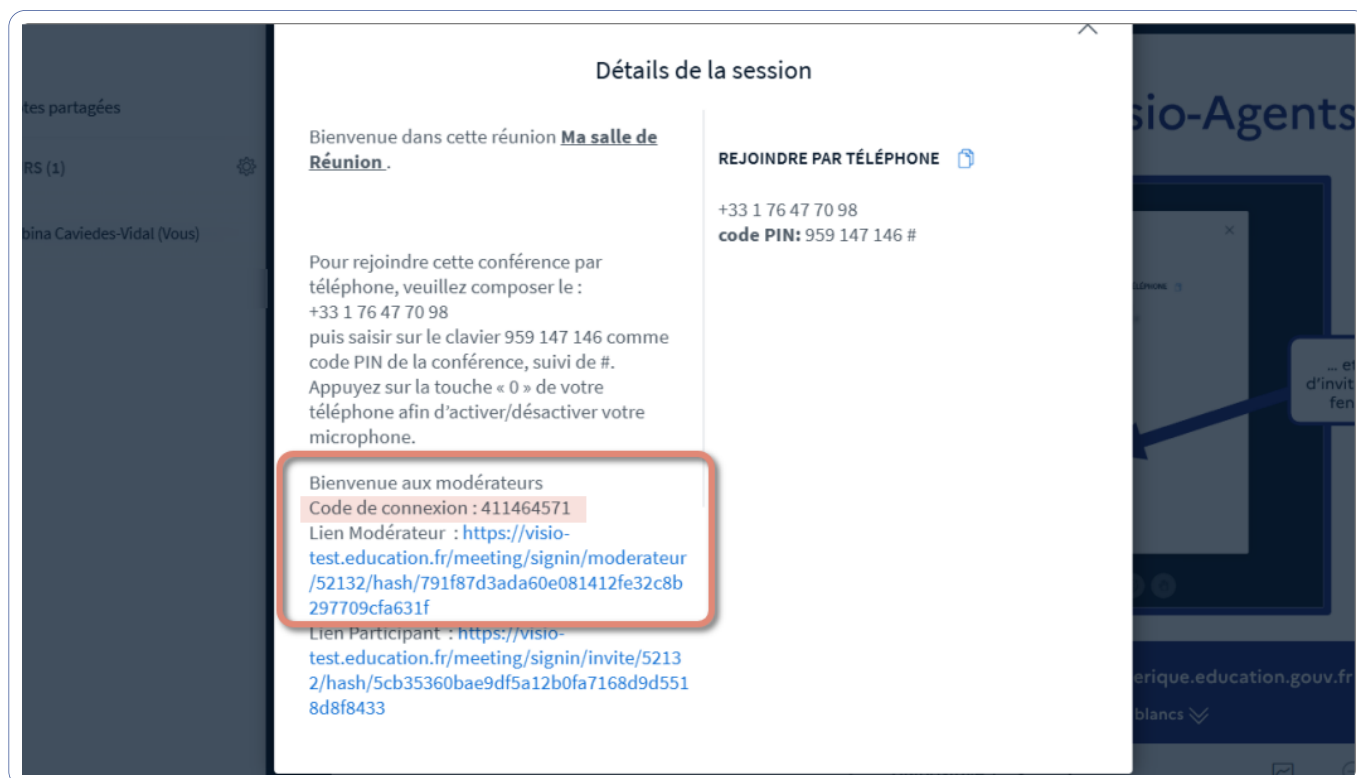 Détails de la session
tes partagées
RS (1)
bina Caviedes-Vidal (Vous)
Bienvenue dans cette réunion Ma salle de
Réunion .
Pour rejoindre cette conférence par
téléphone, veuillez composer le :
+33 1 76 47 70 98
puis saisir sur le clavier 959 147 146 comme
code PIN de la conférence, suivi de #.
Appuyez sur la touche « 0 » de votre
téléphone afin d’activer/désactiver votre
microphone.
Bienvenue aux modérateurs
Code de connexion : 411464571
Lien Modérateur : https://visio-
test.education.fr/meeting/signin/moderateur
/52132/hash/791f87d3ada60e081412fe32c8b
297709cfa631f
Lien Participant : https://visio-
test.education.fr/meeting/signin/invite/5213
2/hash/5cb35360bae9df5a12b0fa7168d9d551
8d8f8433
REJOINDRE PAR TÉLÉPHONE
+33 1 76 47 70 98
code PIN: 959 147 146 #
sio-Agents
... et
d’invit
fen
erique.education.gouv.fr
blancs